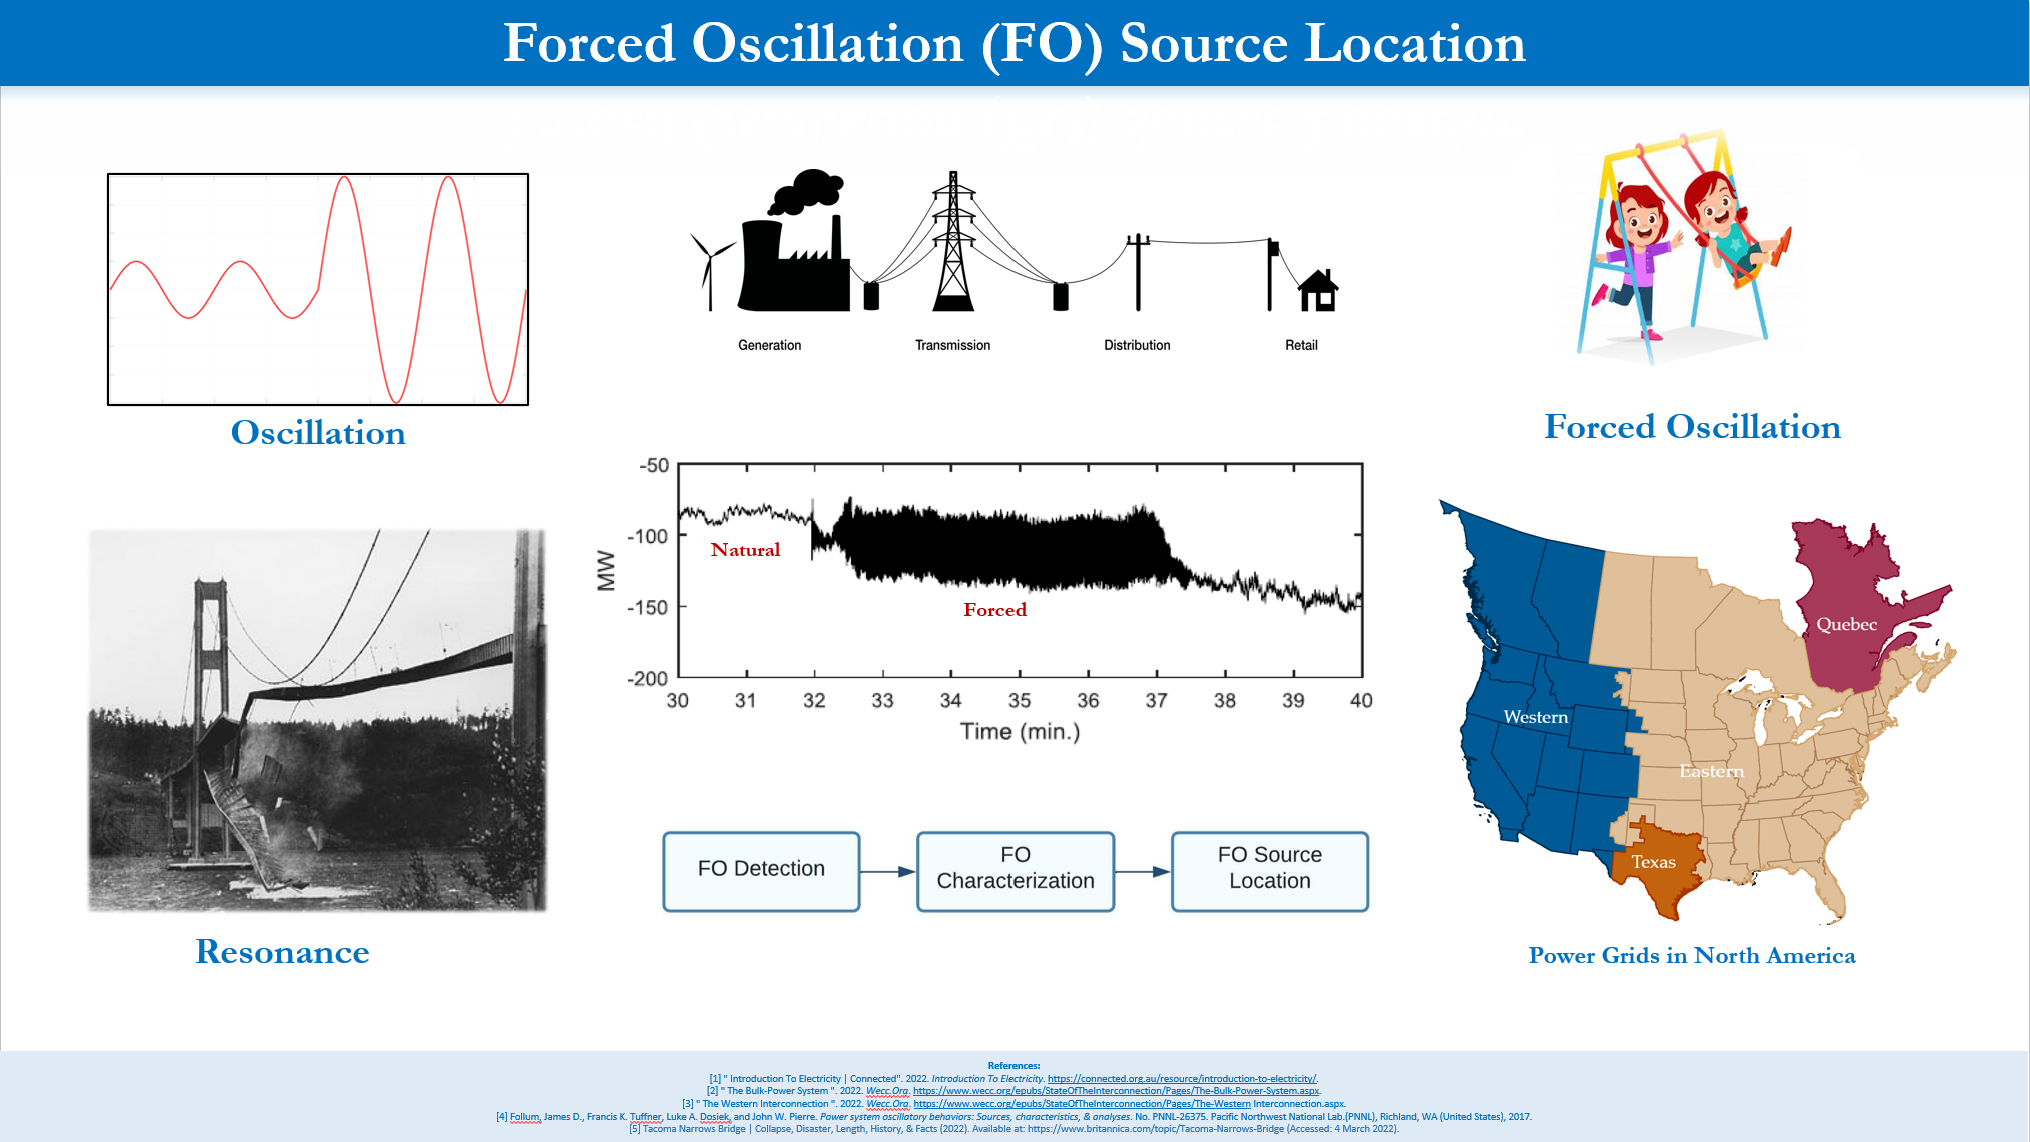 Forced Oscillation (FO) Source Location
Oscillation
Generation
Transmission
Distribution
Retail
Forced Oscillation
-50
-100
-150
-200
MW
Natural
Forced
30 31 32 33 34 35 36 37 38 39 40
Time (min.)
Quebec
Western
Eastern
Texas
FO Detection
FO
Characterization
FO Source
Location
Resonance
Power Grids in North America
References:
[1] " Introduction To Electricity | Connected". 2022. Introduction To Electricity. https://connected.org.au/resource/introduction-to-electricity/.
[2] " The Bulk-Power System ". 2022. Wecc.Org. https://www.wecc.org/epubs/StateOfTheInterconnection/Pages/The-Bulk-Power-System.aspx.
[3] " The Western Interconnection ". 2022. Wecc.Org. https://www.wecc.org/epubs/StateOfTheInterconnection/Pages/The-Western Interconnection.aspx.
[4] Follum, James D., Francis K. Tuffner, Luke A. Dosiek, and John W. Pierre. Power system oscillatory behaviors: Sources, characteristics, & analyses. No. PNNL-26375. Pacific Northwest National Lab.(PNNL), Richland, WA (United States), 2017.
[5] Tacoma Narrows Bridge | Collapse, Disaster, Length, History, & Facts (2022). Available at: https://www.britannica.com/topic/Tacoma-Narrows-Bridge (Accessed: 4 March 2022).